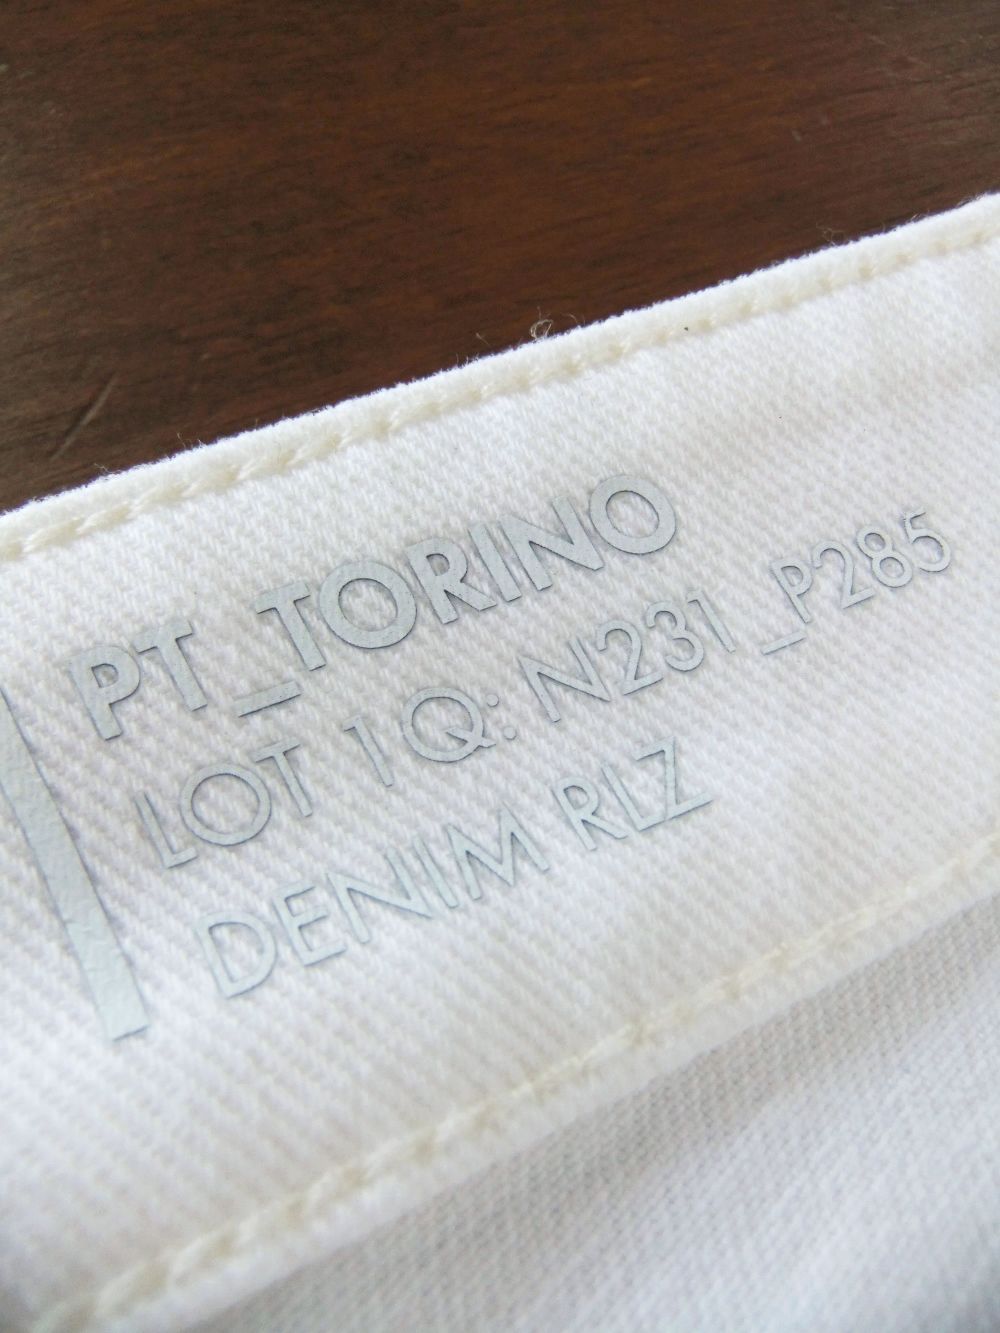 PT_TORINO
LOT 1Q: N231_P285
DENIM RLZ